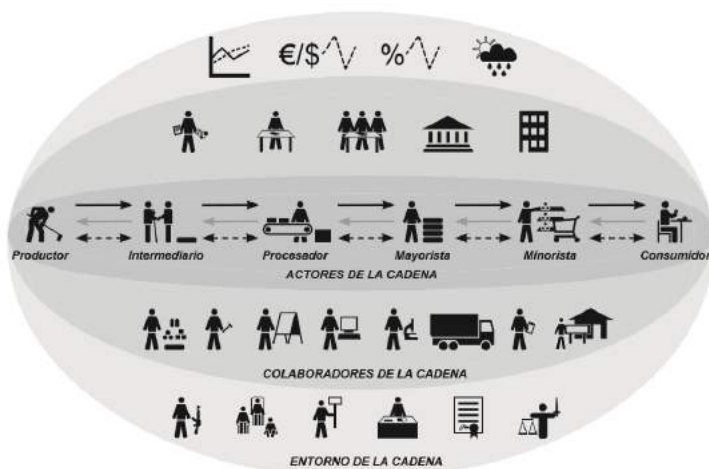 €/$ %
Productor Intermediario Procesador Mayorista Minorista Consumidor
ACTORES DE LA CADENA
COLABORADORES DE LA CADENA
ENTORNO DE LA CADENA